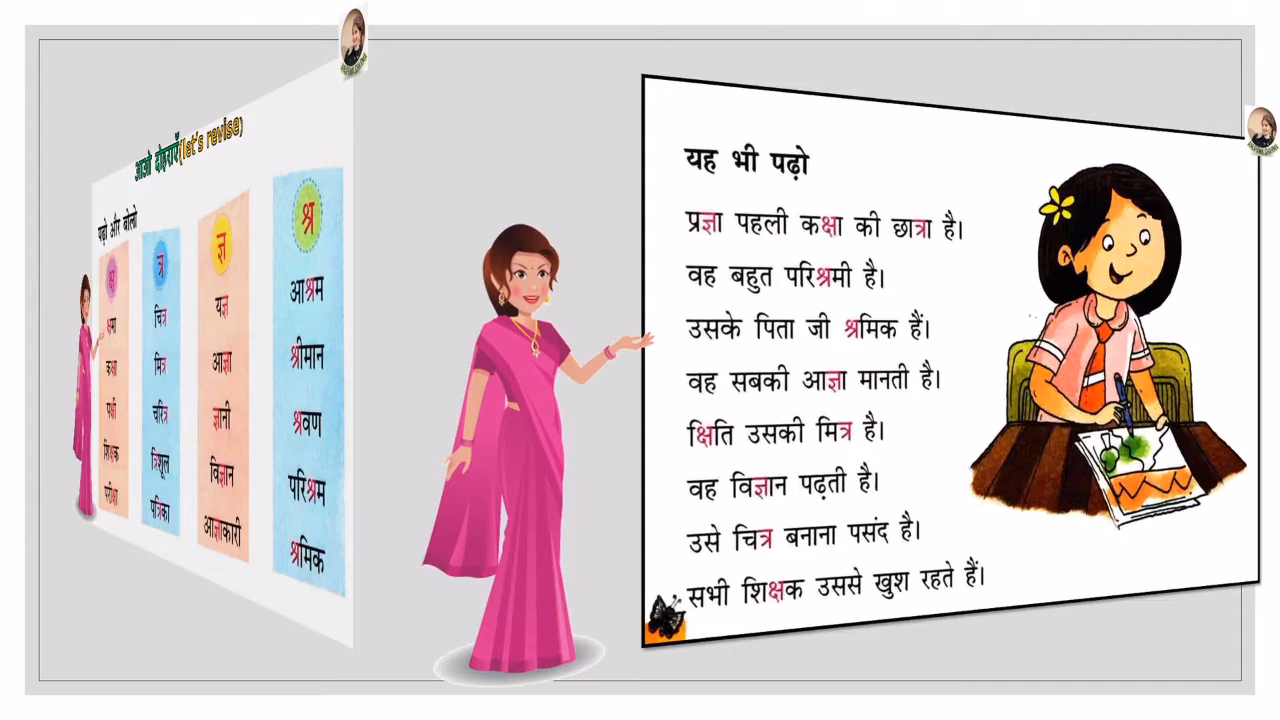 आओ दोहराएँ(let's revise)
पढ़ो और बोलो
क्ष
क्षमा
कक्षा
पक्षी
शिक्षक
परीक्षा
त्र
चित्र
मित्र
चरित्र
त्रिशूल
पत्रिका
ज्ञ
यज्ञ
आज्ञा
ज्ञानी
विज्ञान
आज्ञाकारी
श्र
आश्रम
श्रीमान
श्रवण
परिश्रम
श्रमिक
यह भी पढ़ो
प्रज्ञा पहली कक्षा की छात्रा है।
वह बहुत परिश्रमी है।
उसके पिता जी श्रमिक हैं।
वह सबकी आज्ञा मानती है।
क्षिति उसकी मित्र है।
वह विज्ञान पढ़ती है।
उसे चित्र बनाना पसंद है।
सभी शिक्षक उससे खुश रहते हैं।